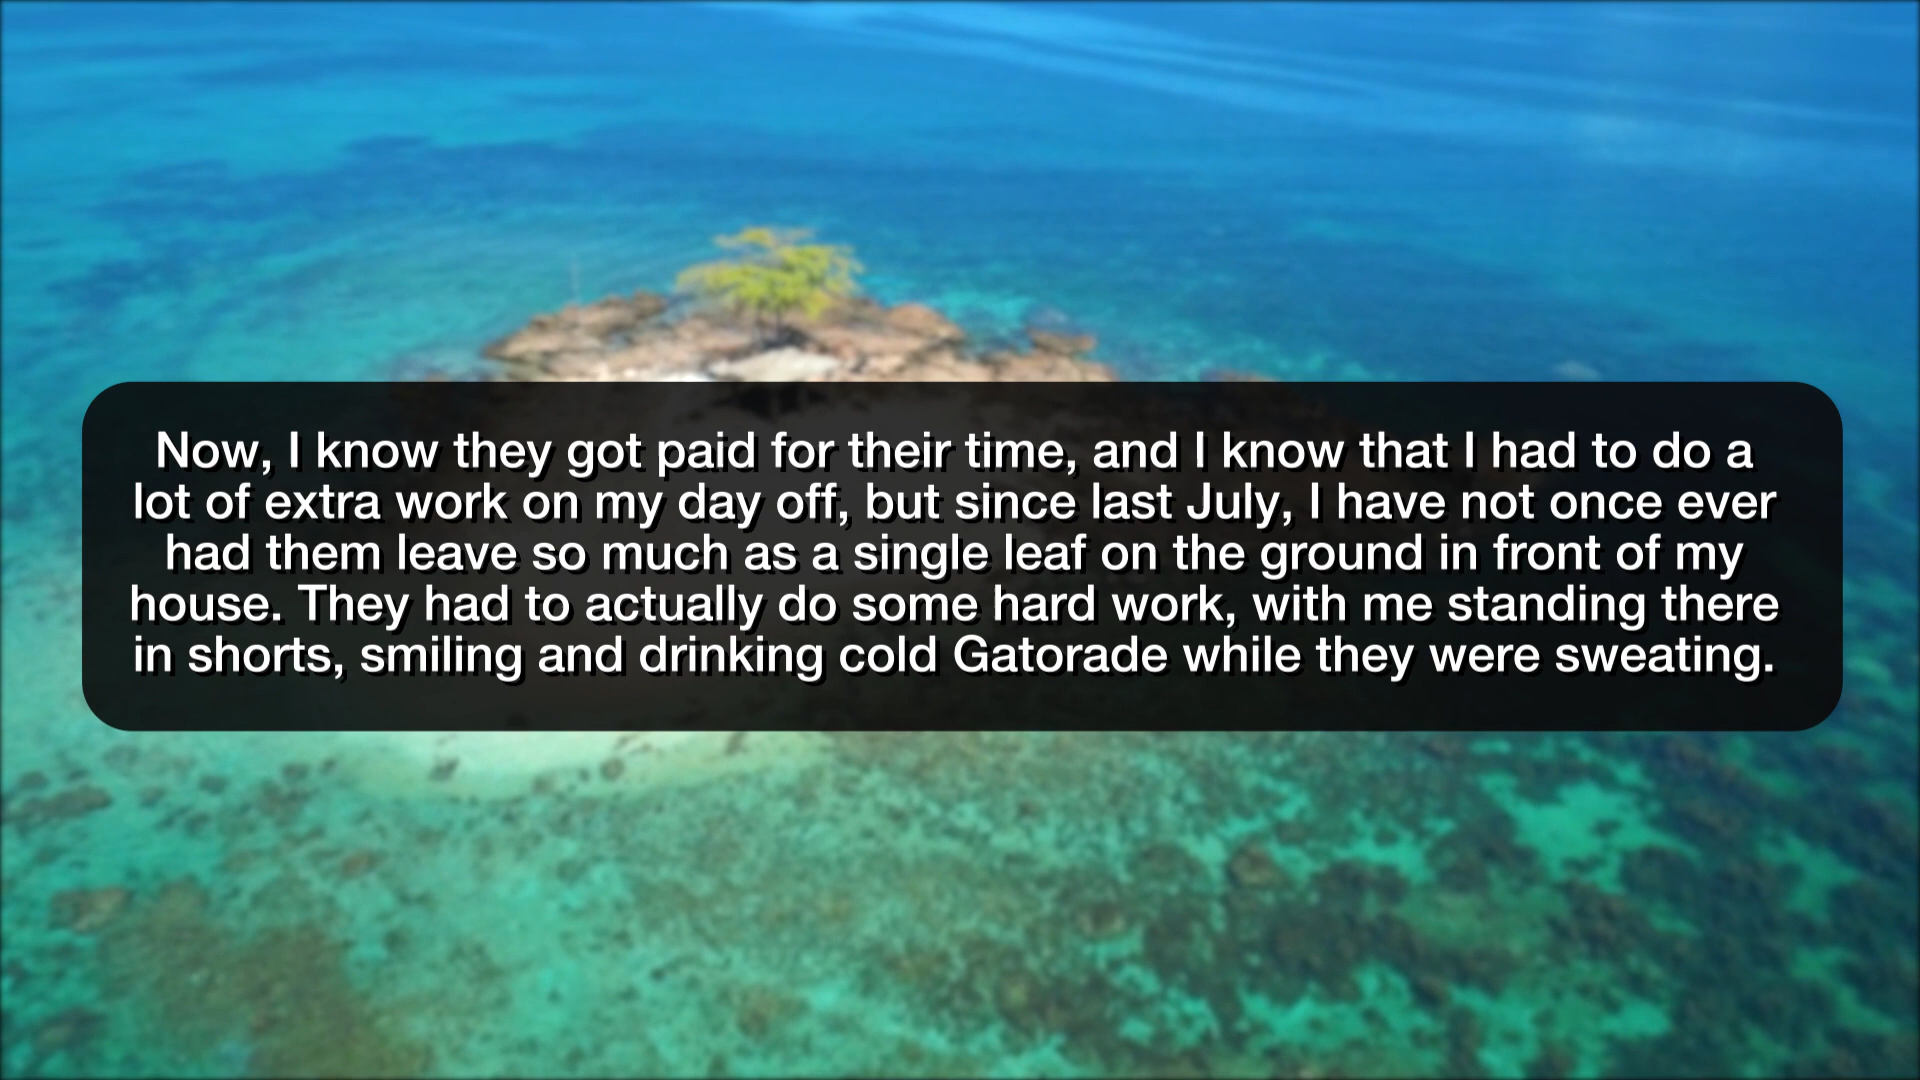 Now, I know they got paid for their time, and I know that I had to do a
lot of extra work on my day off, but since last July, I have not once ever
had them leave so much as a single leaf on the ground in front of my
house. They had to actually do some hard work, with me standing there
in shorts, smiling and drinking cold Gatorade while they were sweating.